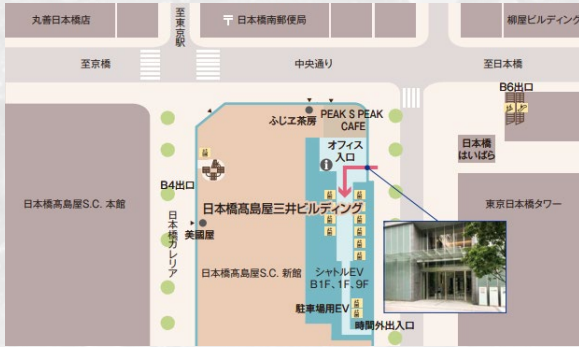 丸善日本橋店
至東京駅
〒日本橋南郵便局
柳屋ビルディング
至京橋
中央通り
至日本橋
B6出口
ふじヱ茶房
PEAK S PEAK
CAFE
オフィス
入口
日本橋
はいばら
B4出口
日本橋髙島屋S.C. 本館
日本橋ガレリア
美國屋
日本橋髙島屋三井ビルディング
東京日本橋タワー
日本橋髙島屋S.C. 新館
シャトルEV
B1F、1F、9F
駐車場用EV
時間外出入口